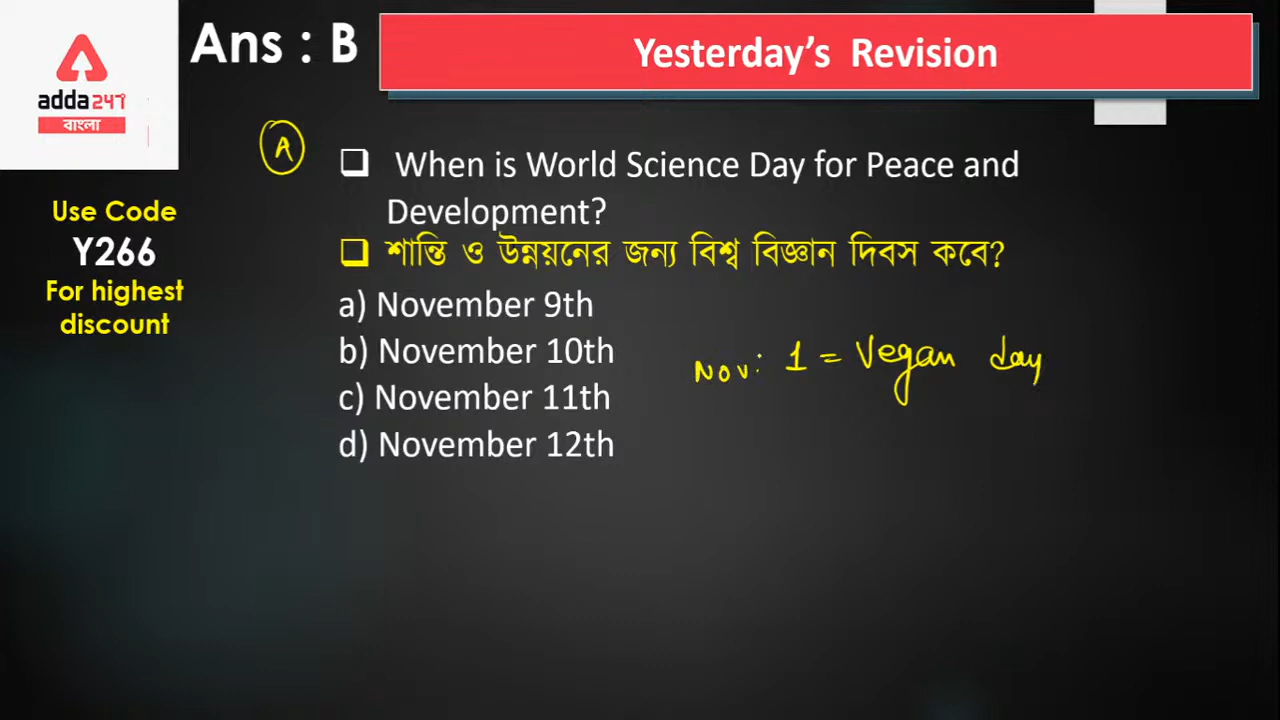 Ans : B
Yesterday's Revision
adda247
বাংলা
Use Code
Y266
For highest
discount
A
When is World Science Day for Peace and
Development?
শান্তি ও উন্নয়নের জন্য বিশ্ব বিজ্ঞান দিবস কবে?
a) November 9th
b) November 10th
c) November 11th
d) November 12th
Nov: 1 = Vegan day